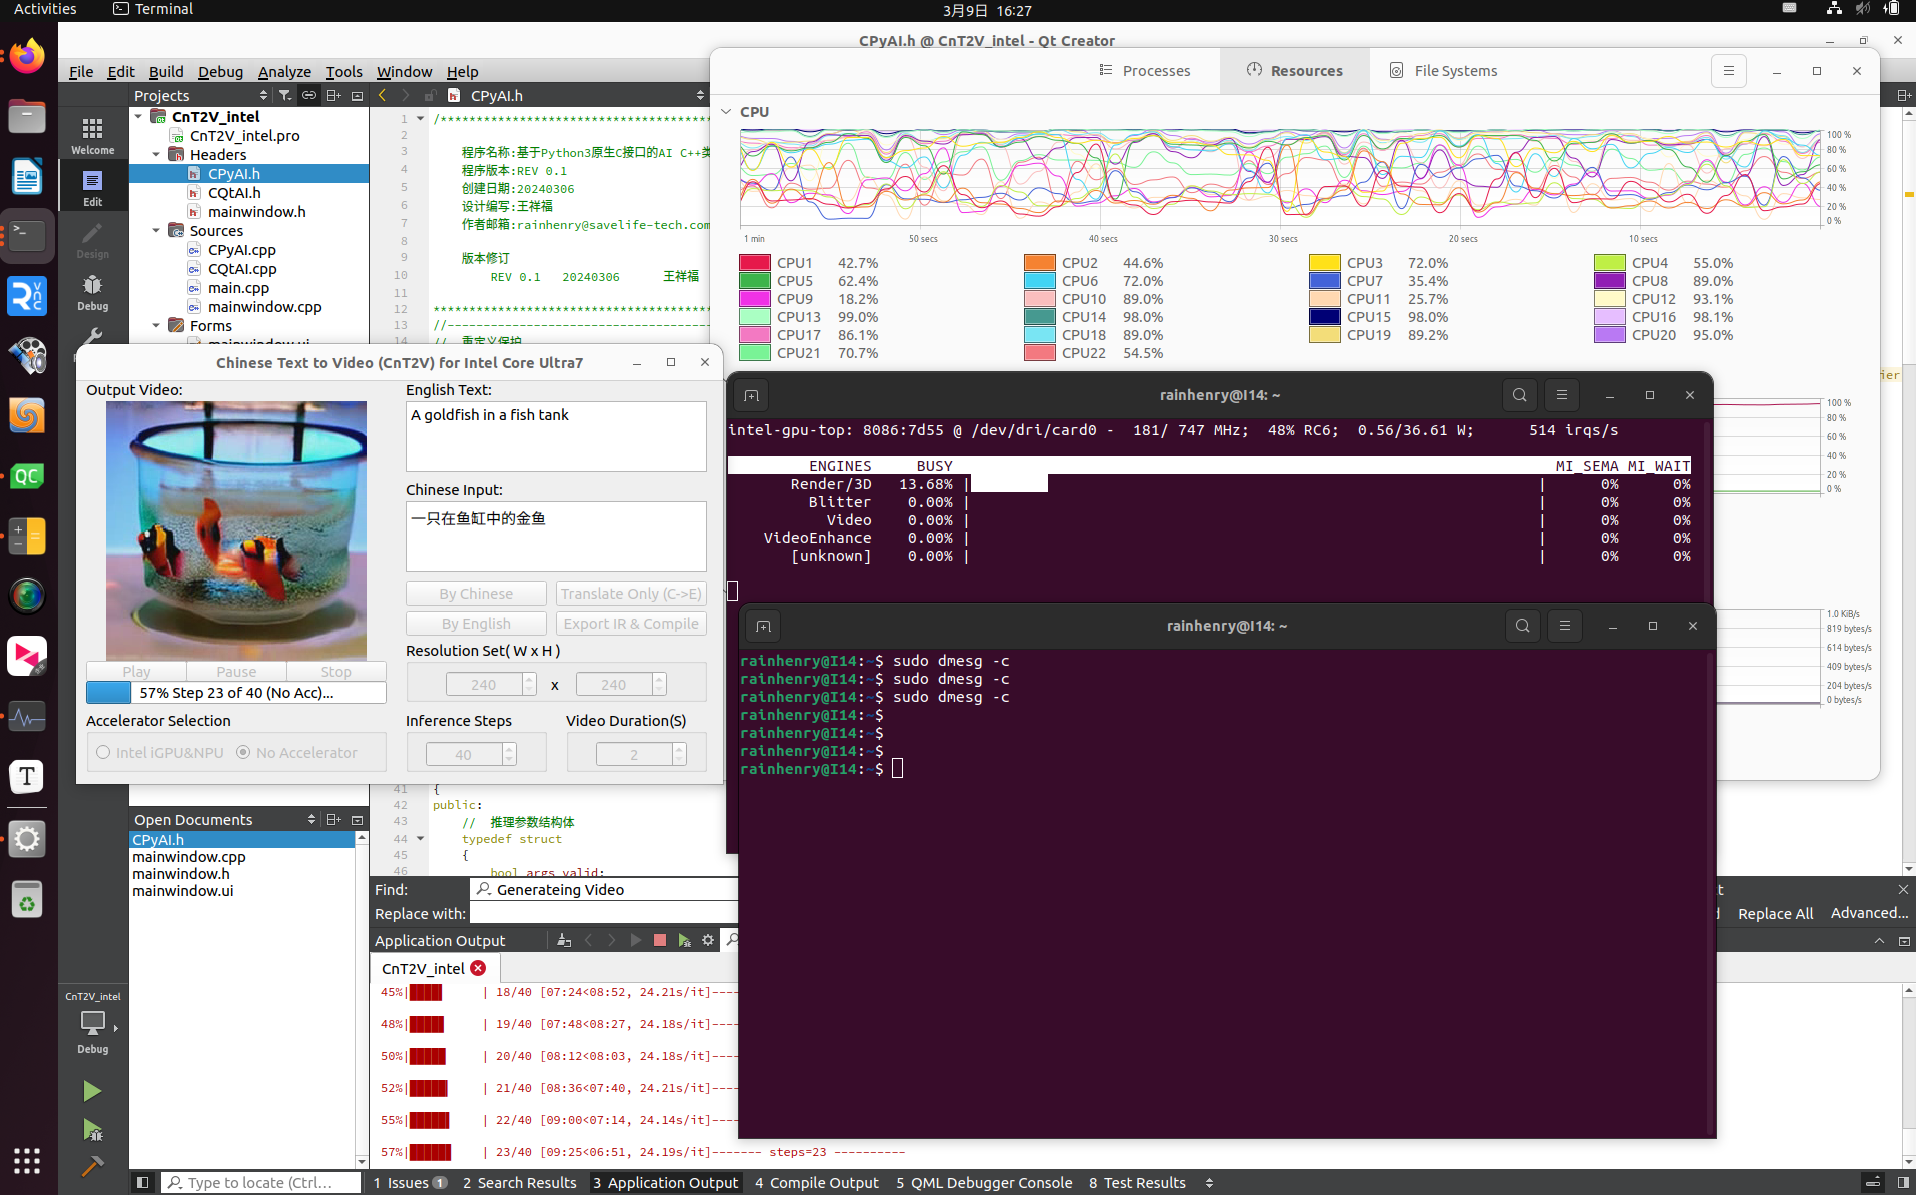 Activities
Terminal
3月9日 16:27
CPyAI.h @ CnT2V_intel - Qt Creator
File Edit Build Debug Analyze Tools Window Help
Projects
CPyAI.h
Welcome
Edit
Design
Debug
CnT2V_intel
CnT2V_intel.pro
Headers
CPyAI.h
CQtAI.h
mainwindow.h
Sources
CPyAI.cpp
CQtAI.cpp
main.cpp
mainwindow.cpp
Forms
1 /**************************************
2
3 程序名称:基于Python3原生C接口的AI C++类
4 程序版本:REV 0.1
5 创建日期:20240306
6 设计编写:王祥福
7 作者邮箱:rainhenry@savelife-tech.com
8
9 版本修订
10 REV 0.1 20240306 王祥福
11
12 ***************************************
13 //-------------------------------------
14 // 重定义保护
Processes
Resources
File Systems
CPU
100 %
80 %
60 %
40 %
20 %
0 %
1 min 50 secs 40 secs 30 secs 20 secs 10 secs
CPU1 42.7% CPU2 44.6% CPU3 72.0% CPU4 55.0%
CPU5 62.4% CPU6 72.0% CPU7 35.4% CPU8 89.0%
CPU9 18.2% CPU10 89.0% CPU11 25.7% CPU12 93.1%
CPU13 99.0% CPU14 98.0% CPU15 98.0% CPU16 98.1%
CPU17 86.1% CPU18 89.0% CPU19 89.2% CPU20 95.0%
CPU21 70.7% CPU22 54.5%
ier
100 %
80 %
60 %
40 %
20 %
0 %
1.0 KiB/s
819 bytes/s
614 bytes/s
409 bytes/s
204 bytes/s
0 bytes/s
Chinese Text to Video (CnT2V) for Intel Core Ultra7
Output Video:
English Text:
A goldfish in a fish tank
Chinese Input:
一只在鱼缸中的金鱼
By Chinese
Translate Only (C->E)
By English
Export IR & Compile
Resolution Set( W x H )
240 x 240
Play Pause Stop
57% Step 23 of 40 (No Acc)...
Accelerator Selection
Intel iGPU&NPU
No Accelerator
Inference Steps
40
Video Duration(S)
2
rainhenry@I14: ~
intel-gpu-top: 8086:7d55 @ /dev/dri/card0 - 181/ 747 MHz; 48% RC6; 0.56/36.61 W; 514 irqs/s
ENGINES BUSY MI_SEMA MI_WAIT
Render/3D 13.68% | | 0% 0%
Blitter 0.00% | | 0% 0%
Video 0.00% | | 0% 0%
VideoEnhance 0.00% | | 0% 0%
[unknown] 0.00% | | 0% 0%
rainhenry@I14: ~
rainhenry@I14:~$ sudo dmesg -c
rainhenry@I14:~$ sudo dmesg -c
rainhenry@I14:~$ sudo dmesg -c
rainhenry@I14:~$
rainhenry@I14:~$
rainhenry@I14:~$
rainhenry@I14:~$
41 {
42 public:
43 // 推理参数结构体
44 typedef struct
45 {
46 bool args_valid;
Open Documents
CPyAI.h
mainwindow.cpp
mainwindow.h
mainwindow.ui
Find: Generateing Video
Replace with:
Replace All
Advanced...
Application Output
CnT2V_intel
45%| | 18/40 [07:24<08:52, 24.21s/it]----
48%| | 19/40 [07:48<08:27, 24.18s/it]----
50%| | 20/40 [08:12<08:03, 24.18s/it]----
52%| | 21/40 [08:36<07:40, 24.21s/it]----
55%| | 22/40 [09:00<07:14, 24.14s/it]----
57%| | 23/40 [09:25<06:51, 24.19s/it]------- steps=23 ----------
CnT2V_intel
Debug
Type to locate (Ctrl...
1 Issues 1
2 Search Results
3 Application Output
4 Compile Output
5 QML Debugger Console
8 Test Results